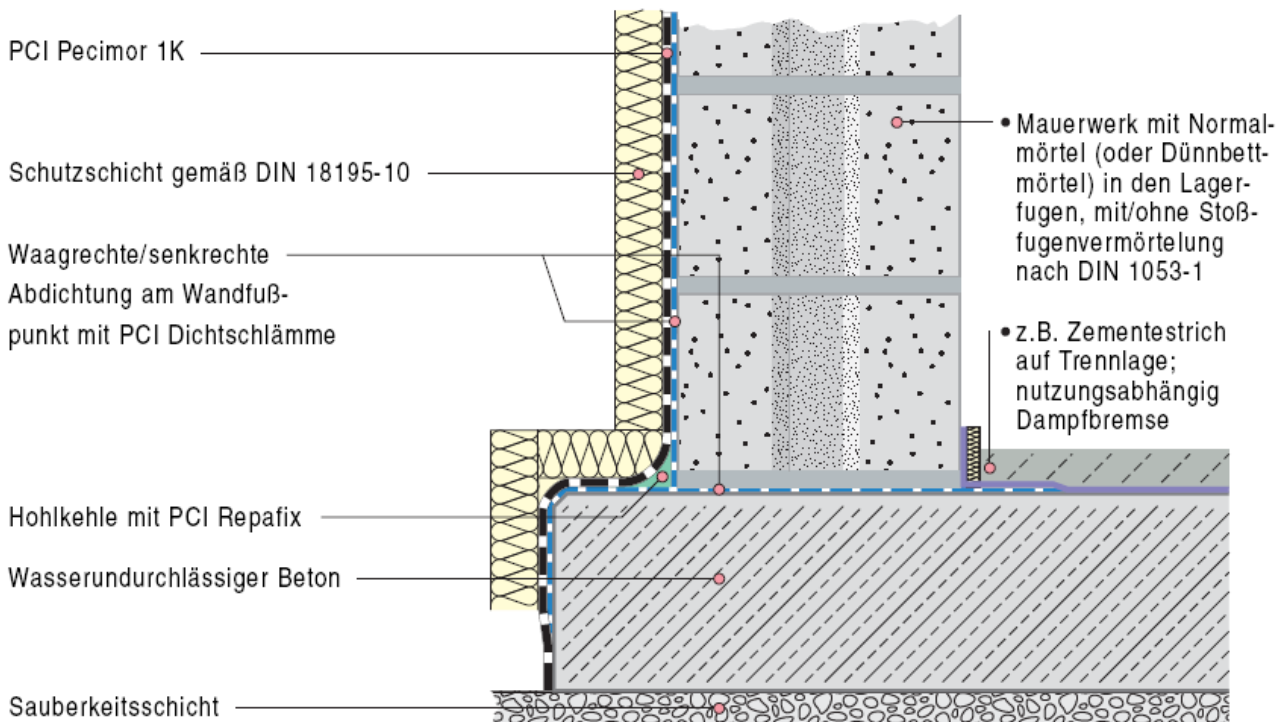 PCI Pecimor 1K
Schutzschicht gemäß DIN 18195-10
Waagrechte/senkrechte
Abdichtung am Wandfuß-
punkt mit PCI Dichtschlämme
Hohlkehle mit PCI Repafix
Wasserundurchlässiger Beton
Sauberkeitsschicht
• Mauerwerk mit Normal-
mörtel (oder Dünnbett-
mörtel) in den Lager-
fugen, mit/ohne Stoß-
fugenvermörtelung
nach DIN 1053-1
• z.B. Zementestrich
auf Trennlage;
nutzungsabhängig
Dampfbremse